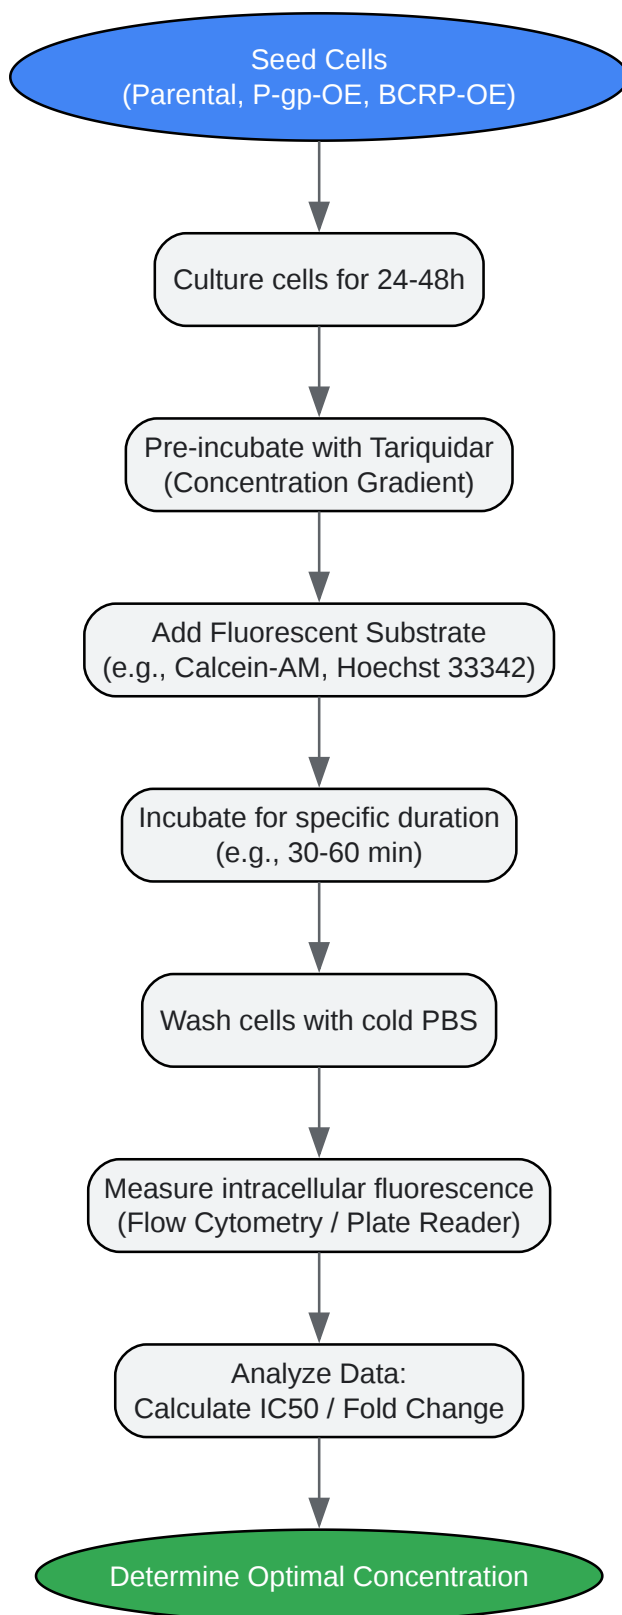 Seed Cells
(Parental, P-gp-OE, BCRP-OE)
Culture cells for 24-48h
Pre-incubate with Tariquidar
(Concentration Gradient)
Add Fluorescent Substrate
(e.g., Calcein-AM, Hoechst 33342)
Incubate for specific duration
(e.g., 30-60 min)
Wash cells with cold PBS
Measure intracellular fluorescence
(Flow Cytometry / Plate Reader)
Analyze Data:
Calculate IC50 / Fold Change
Determine Optimal Concentration